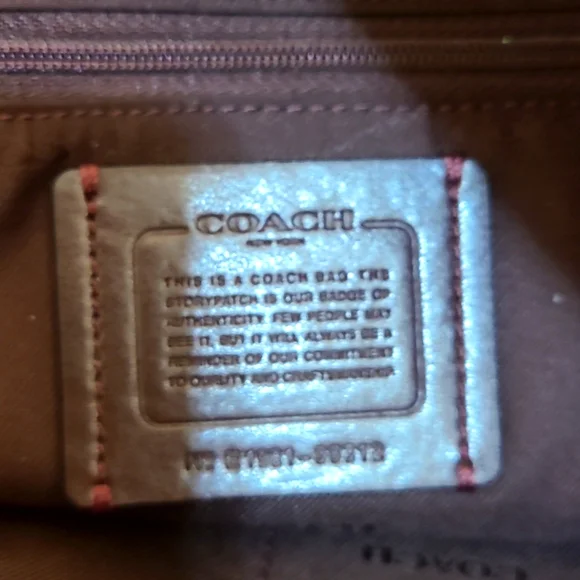 COACH
NEW YORK
THIS IS A COACH BAG. THE
STORYPATCH IS OUR BADGE OF
AUTHENTICITY. FEW PEOPLE MAY
SEE IT, BUT IT WILL ALWAYS BE A
REMINDER OF OUR COMMITMENT
TO QUALITY AND CRAFTSMANSHIP.